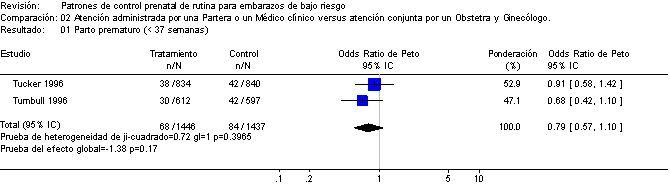 Revisión: Patrones de control prenatal de rutina para embarazos de bajo riesgo
Comparación: 02 Atención administrada por una Partera o un Médico clínico versus atención conjunta por un Obstetra y Ginecólogo.
Resultado: 01 Parto prematuro (< 37 semanas)
Estudio Tratamiento Control Odds Ratio de Peto Ponderación Odds Ratio de Peto
n/N n/N 95% IC (%) 95% IC
Tucker 1996 38/834 42/840 52.9 0.91 [ 0.58, 1.42 ]
Turnbull 1996 30/612 42/597 47.1 0.68 [ 0.42, 1.10 ]
Total (95% IC) 68/1446 84/1437 100.0 0.79 [ 0.57, 1.10 ]
Prueba de heterogeneidad de ji-cuadrado=0.72 gl=1 p=0.3965
Prueba del efecto global=-1.38 p=0.17
.1 .2 1 5 10